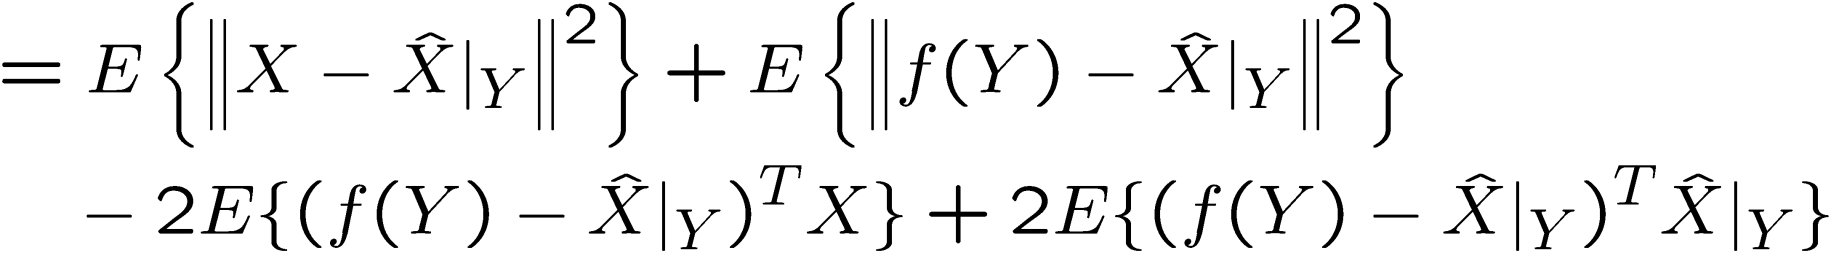 = E{‖X − X̂|_Y‖²} + E{‖f(Y) − X̂|_Y‖²}
− 2E{(f(Y) − X̂|_Y)^T X} + 2E{(f(Y) − X̂|_Y)^T X̂|_Y}